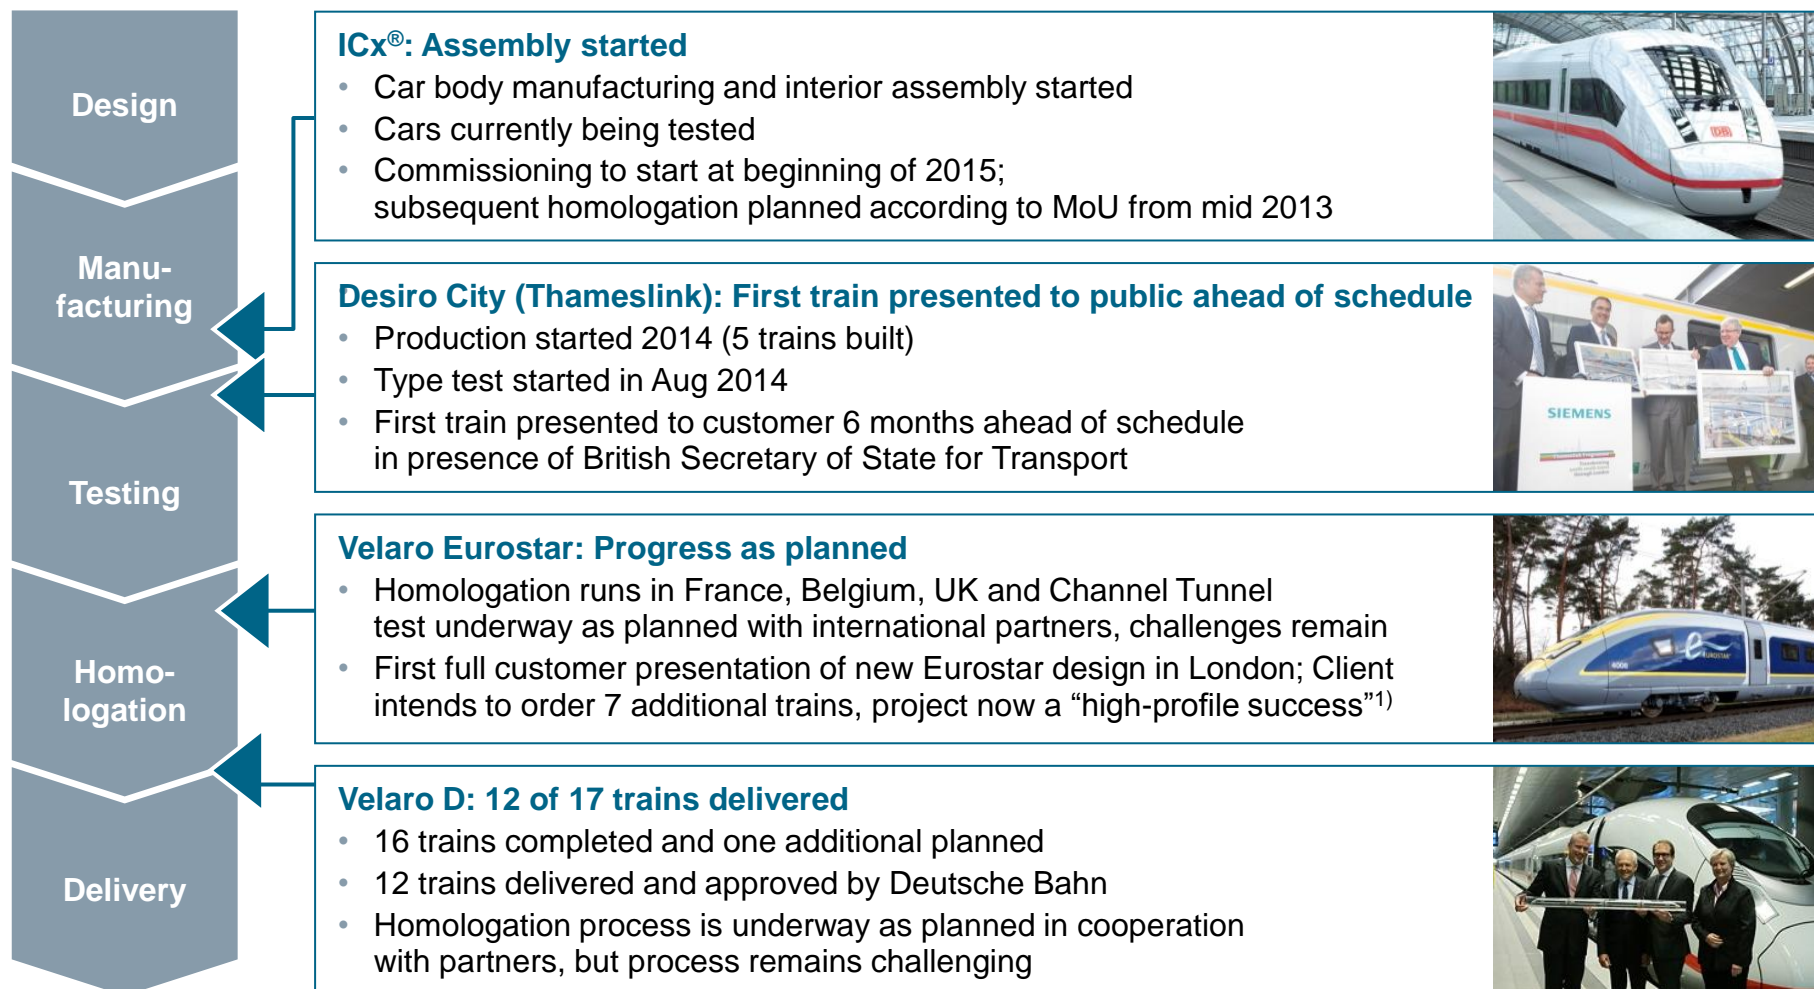 Design
Manu-
facturing
Testing
Homo-
logation
Delivery
ICx®: Assembly started
• Car body manufacturing and interior assembly started
• Cars currently being tested
• Commissioning to start at beginning of 2015;
subsequent homologation planned according to MoU from mid 2013
DB
Desiro City (Thameslink): First train presented to public ahead of schedule
• Production started 2014 (5 trains built)
• Type test started in Aug 2014
• First train presented to customer 6 months ahead of schedule
in presence of British Secretary of State for Transport
SIEMENS
Velaro Eurostar: Progress as planned
• Homologation runs in France, Belgium, UK and Channel Tunnel
test underway as planned with international partners, challenges remain
• First full customer presentation of new Eurostar design in London; Client
intends to order 7 additional trains, project now a “high-profile success”1)
e
EUROSTAR
Velaro D: 12 of 17 trains delivered
• 16 trains completed and one additional planned
• 12 trains delivered and approved by Deutsche Bahn
• Homologation process is underway as planned in cooperation
with partners, but process remains challenging